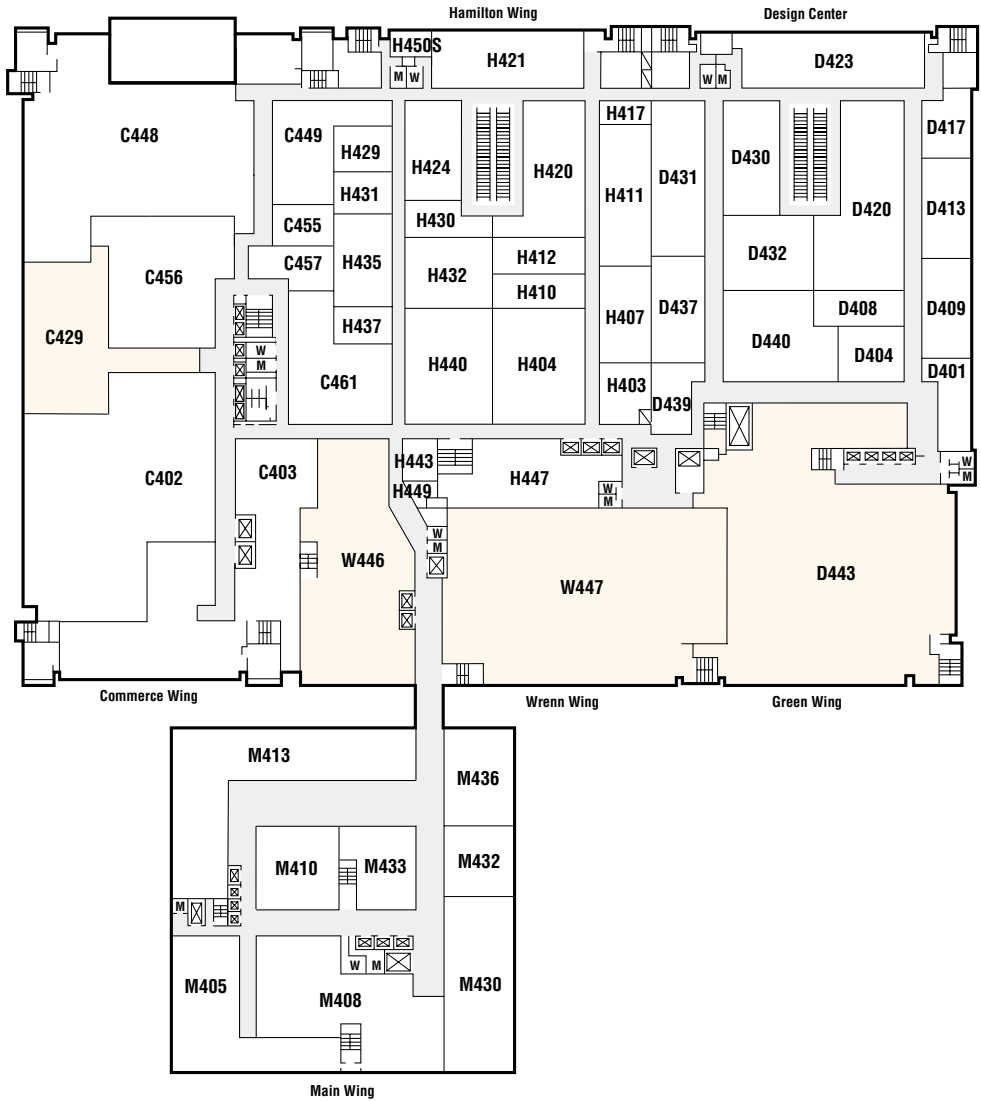 Hamilton Wing
Design Center
H450S
H421
D423
M W
W M
C448
C449
H429
H424
H420
H417
D431
D430
D420
D417
H431
H411
D413
C455
H430
C456
C457
H435
H432
H412
H410
D432
D409
C429
H437
H407
D437
D408
W
M
C461
H440
H404
D440
D404
H403
D439
D401
C402
C403
H443
H449
H447
W
M
W
M
W
M
W446
W447
D443
Commerce Wing
Wrenn Wing
Green Wing
M413
M436
M410
M433
M432
M
W M
M405
M408
M430
Main Wing